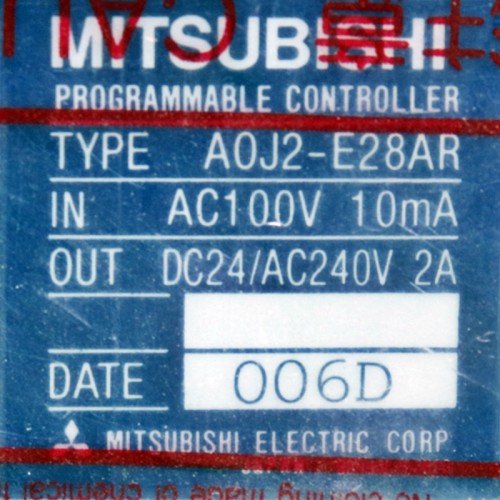 MITSUBISHI
PROGRAMMABLE CONTROLLER
TYPE A0J2-E28AR
IN AC100V 10mA
OUT DC24/AC240V 2A
DATE 006D
MITSUBISHI ELECTRIC CORP